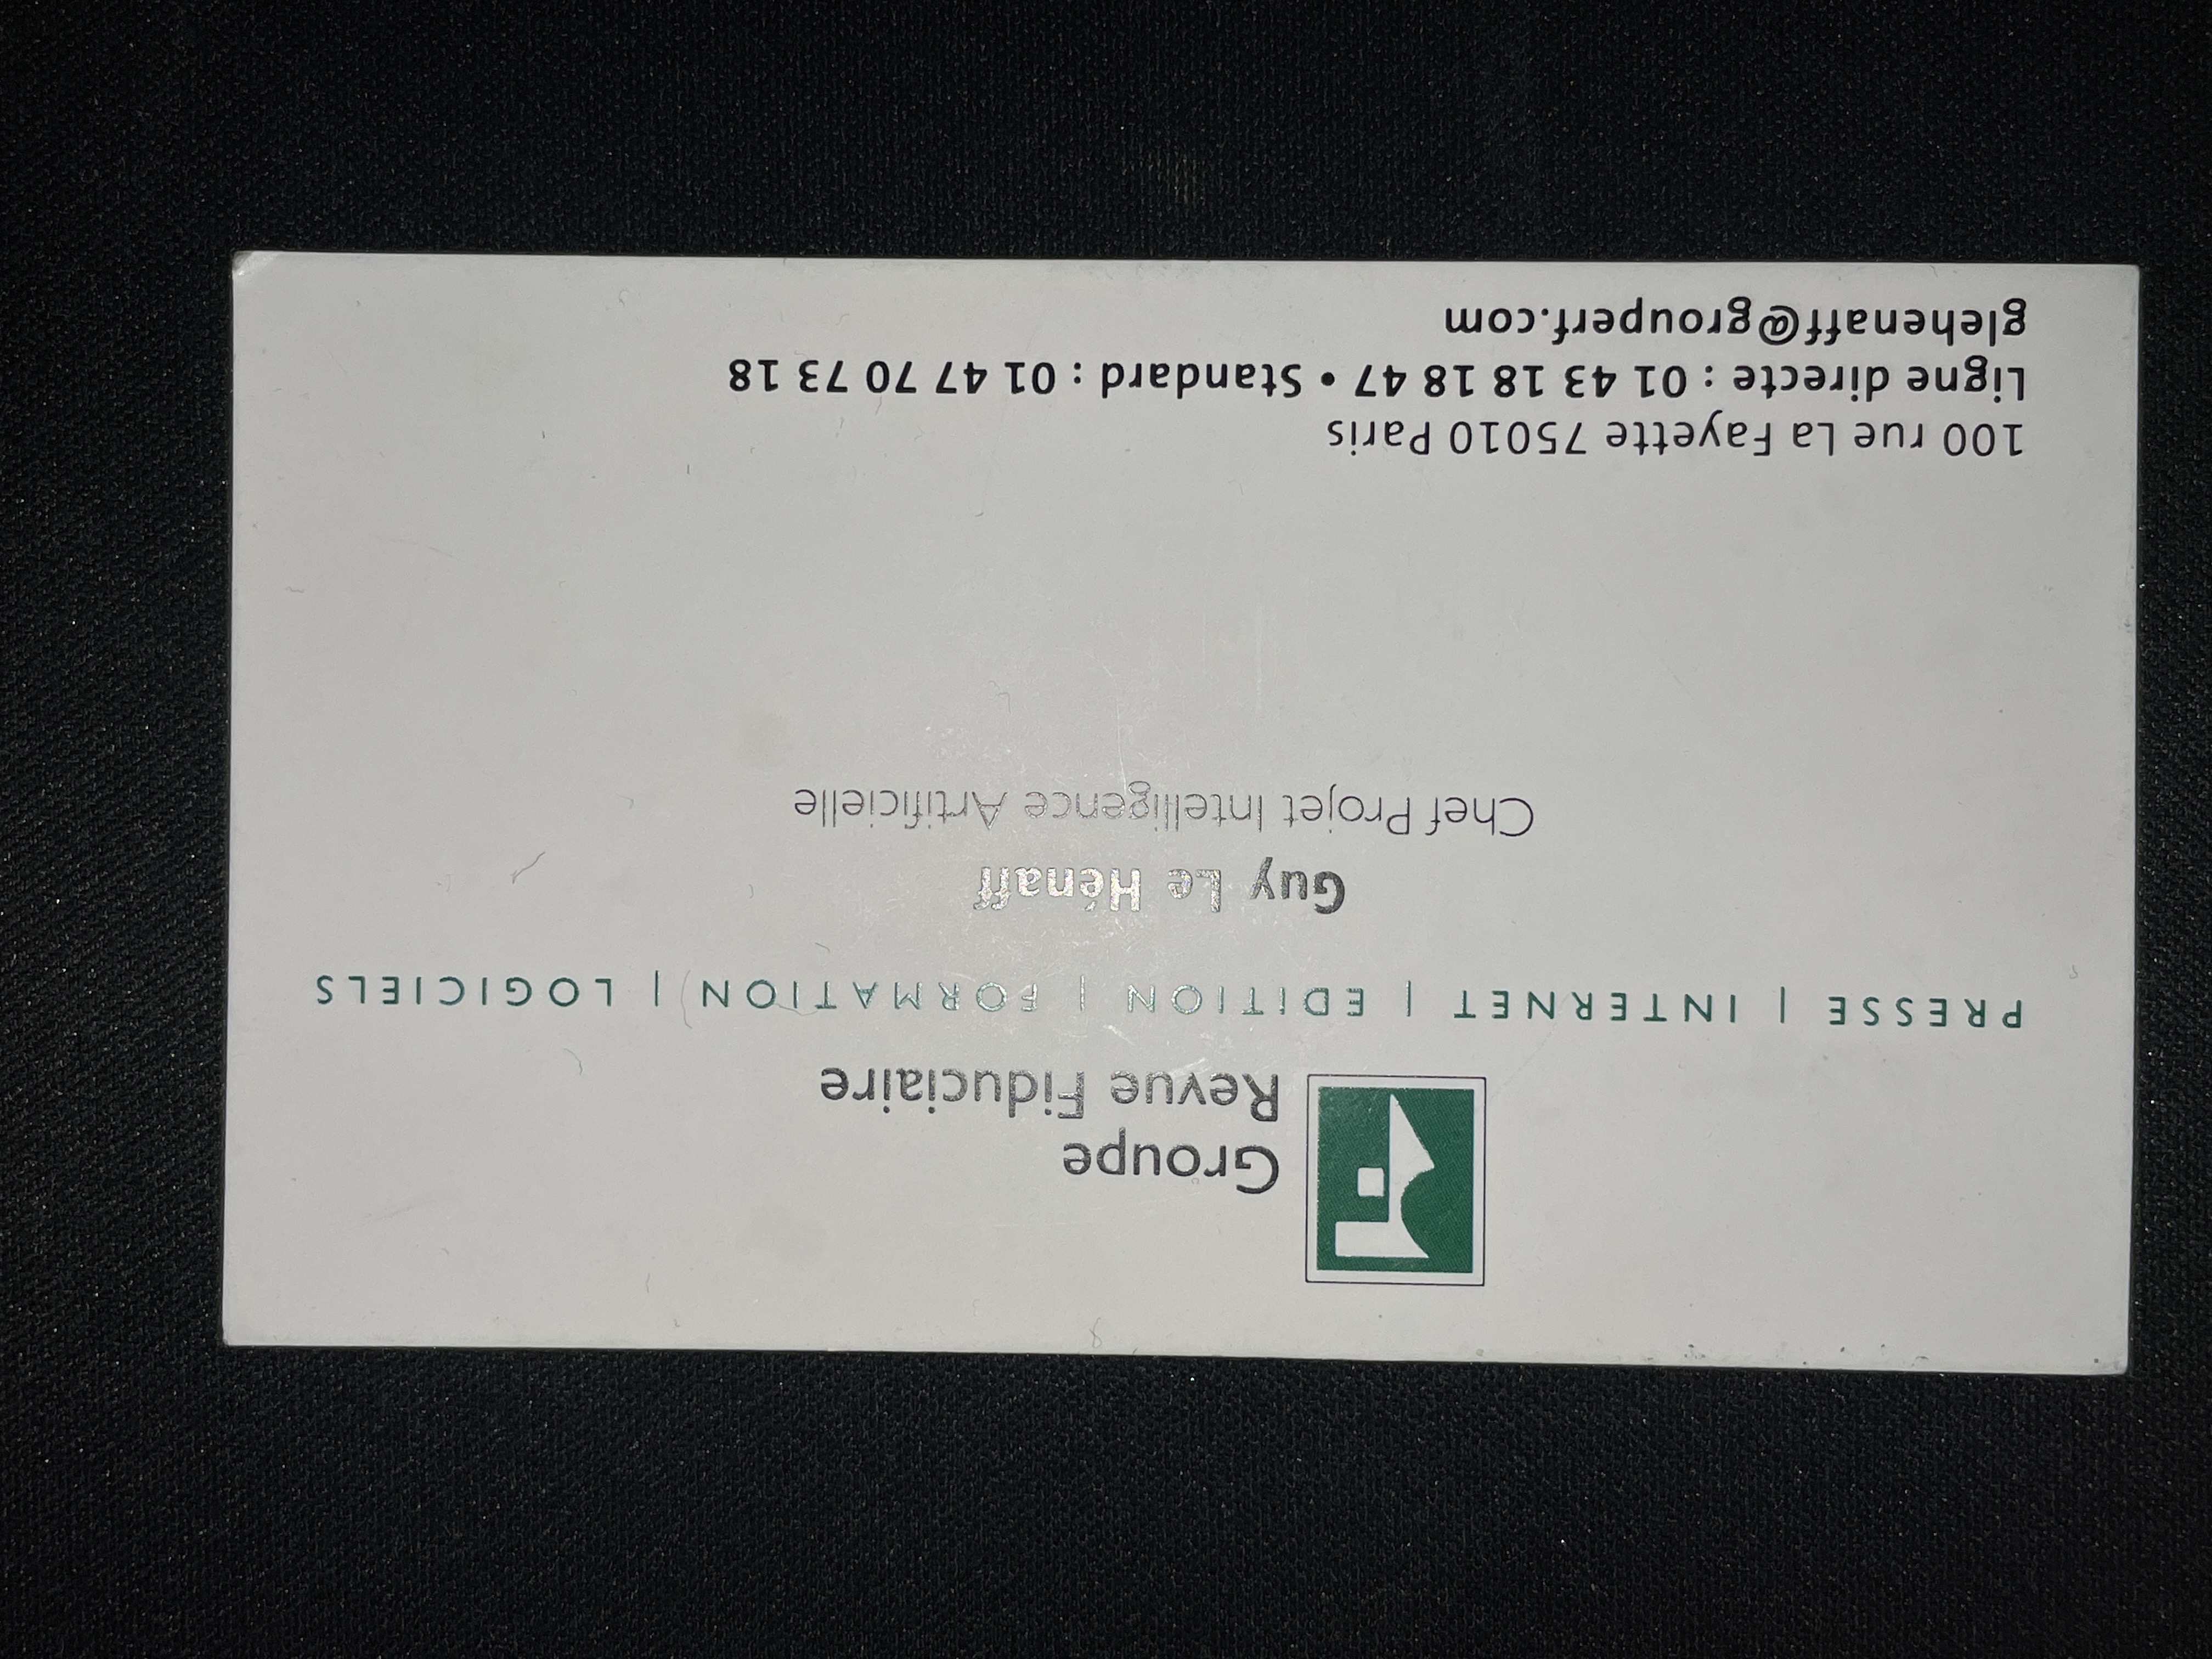 Groupe
Revue Fiduciaire
PRESSE | INTERNET | EDITION | FORMATION | LOGICIELS
Guy Le Hénaff
Chef Projet Intelligence Artificielle
100 rue La Fayette 75010 Paris
Ligne directe : 01 43 18 18 47 • Standard : 01 47 70 73 18
glehenaff@grouperf.com